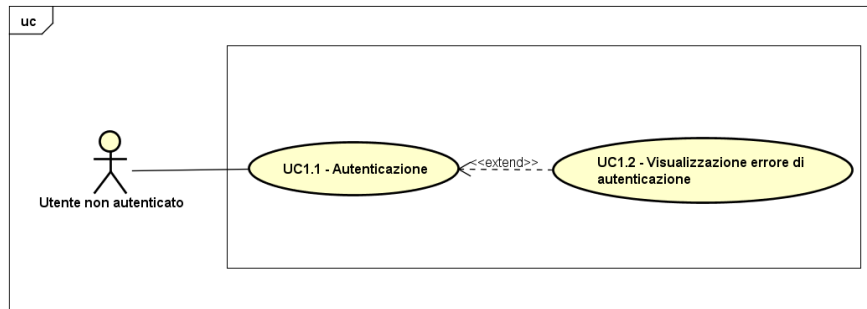 uc
UC1.1 - Autenticazione
<<extend>>
UC1.2 - Visualizzazione errore di
autenticazione
Utente non autenticato